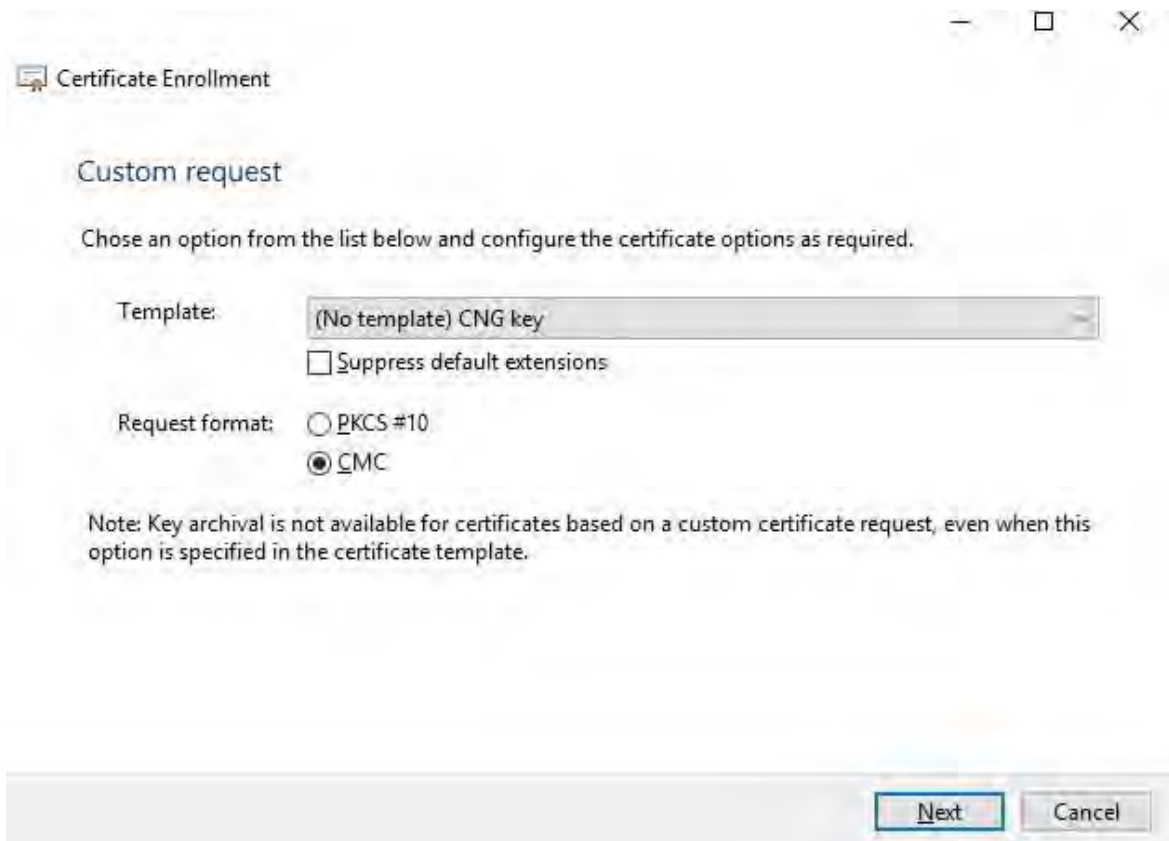 Certificate Enrollment
Custom request
Chose an option from the list below and configure the certificate options as required.
Template:
(No template) CNG key
Suppress default extensions
Request format:
PKCS #10
CMC
Note: Key archival is not available for certificates based on a custom certificate request, even when this
option is specified in the certificate template.
Next
Cancel